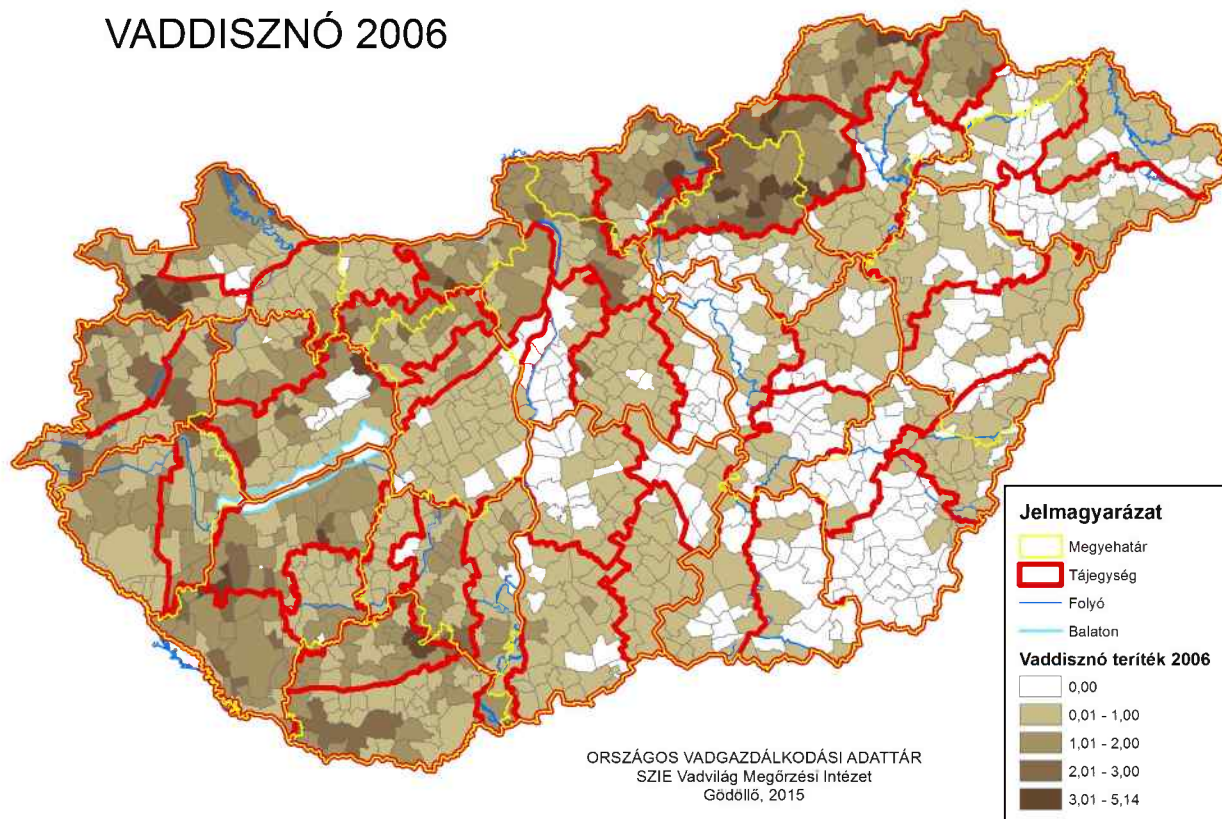 VADDISZNÓ 2006
Jelmagyarázat
Megyehatár
Tájegység
Folyó
Balaton
Vaddisznó teríték 2006
0,00
0,01 - 1,00
1,01 - 2,00
2,01 - 3,00
3,01 - 5,14
ORSZÁGOS VADGAZDÁLKODÁSI ADATTÁR
SZIE Vadvilág Megőrzési Intézet
Gödöllő, 2015